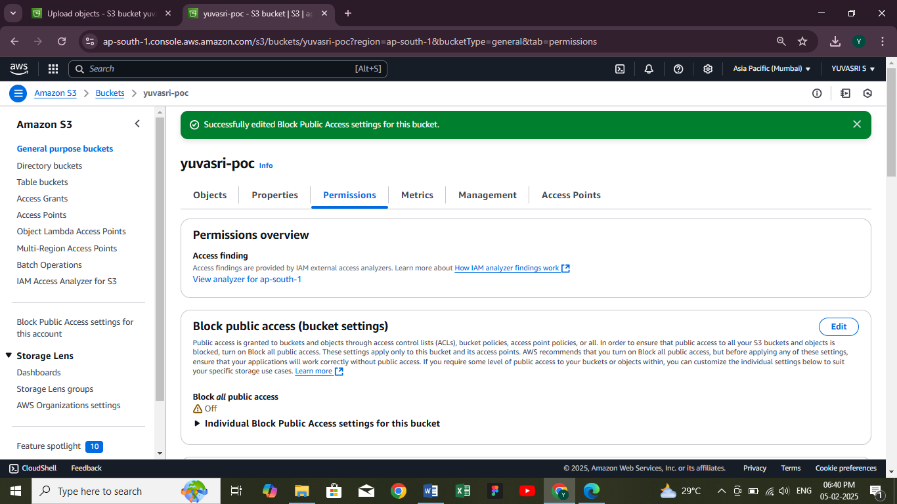 Upload objects - S3 bucket yuv
yuvasri-poc - S3 bucket | S3 | ap
ap-south-1.console.aws.amazon.com/s3/buckets/yuvasri-poc?region=ap-south-1&bucketType=general&tab=permissions
Y
aws
Search
[Alt+S]
Asia Pacific (Mumbai)
YUVASRI S
Amazon S3
Buckets
yuvasri-poc
Amazon S3
General purpose buckets
Directory buckets
Table buckets
Access Grants
Access Points
Object Lambda Access Points
Multi-Region Access Points
Batch Operations
IAM Access Analyzer for S3
Block Public Access settings for
this account
Storage Lens
Dashboards
Storage Lens groups
AWS Organizations settings
Feature spotlight 10
Successfully edited Block Public Access settings for this bucket.
yuvasri-poc Info
Objects
Properties
Permissions
Metrics
Management
Access Points
Permissions overview
Access finding
Access findings are provided by IAM external access analyzers. Learn more about How IAM analyzer findings work
View analyzer for ap-south-1
Block public access (bucket settings)
Edit
Public access is granted to buckets and objects through access control lists (ACLs), bucket policies, access point policies, or all. In order to ensure that public access to all your S3 buckets and objects is
blocked, turn on Block all public access. These settings apply only to this bucket and its access points. AWS recommends that you turn on Block all public access, but before applying any of these settings,
ensure that your applications will work correctly without public access. If you require some level of public access to your buckets or objects within, you can customize the individual settings below to suit
your specific storage use cases. Learn more
Block all public access
Off
Individual Block Public Access settings for this bucket
CloudShell
Feedback
© 2025, Amazon Web Services, Inc. or its affiliates.
Privacy
Terms
Cookie preferences
Type here to search
29°C
ENG
06:40 PM
05-02-2025